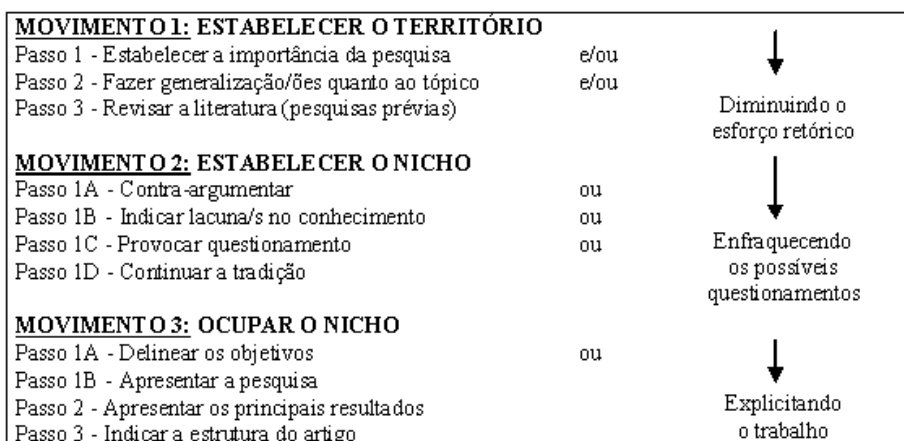 MOVIMENTO 1: ESTABELECER O TERRITÓRIO
Passo 1 - Estabelecer a importância da pesquisa e/ou
Passo 2 - Fazer generalização/ões quanto ao tópico e/ou
Passo 3 - Revisar a literatura (pesquisas prévias)
Diminuindo o
esforço retórico
MOVIMENTO 2: ESTABELECER O NICHO
Passo 1A - Contra-argumentar ou
Passo 1B - Indicar lacuna/s no conhecimento ou
Passo 1C - Provocar questionamento ou
Passo 1D - Continuar a tradição
Enfraquecendo
os possíveis
questionamentos
MOVIMENTO 3: OCUPAR O NICHO
Passo 1A - Delinear os objetivos ou
Passo 1B - Apresentar a pesquisa
Passo 2 - Apresentar os principais resultados
Passo 3 - Indicar a estrutura do artigo
Explicitando
o trabalho